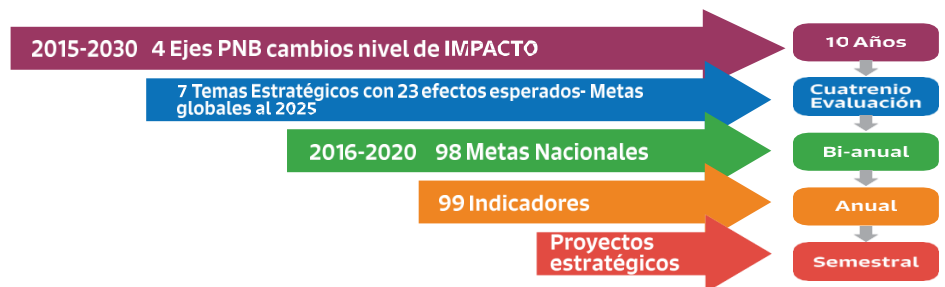 2015-2030 4 Ejes PNB cambios nivel de IMPACTO
10 Años
7 Temas Estratégicos con 23 efectos esperados- Metas
globales al 2025
Cuatrenio
Evaluación
2016-2020 98 Metas Nacionales
Bi-anual
99 Indicadores
Anual
Proyectos
estratégicos
Semestral